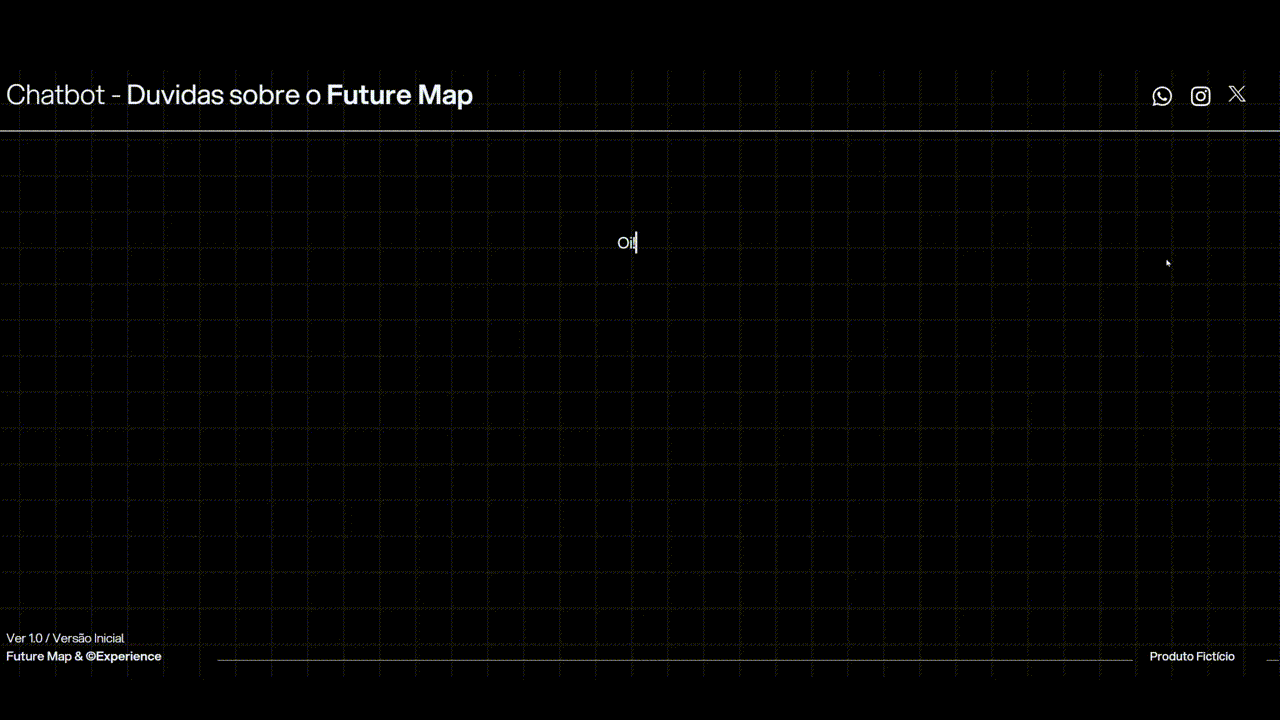 Chatbot - Duvidas sobre o Future Map
Oi!
Ver 1.0 / Versão Inicial
Future Map & ©Experience
Produto Fictício